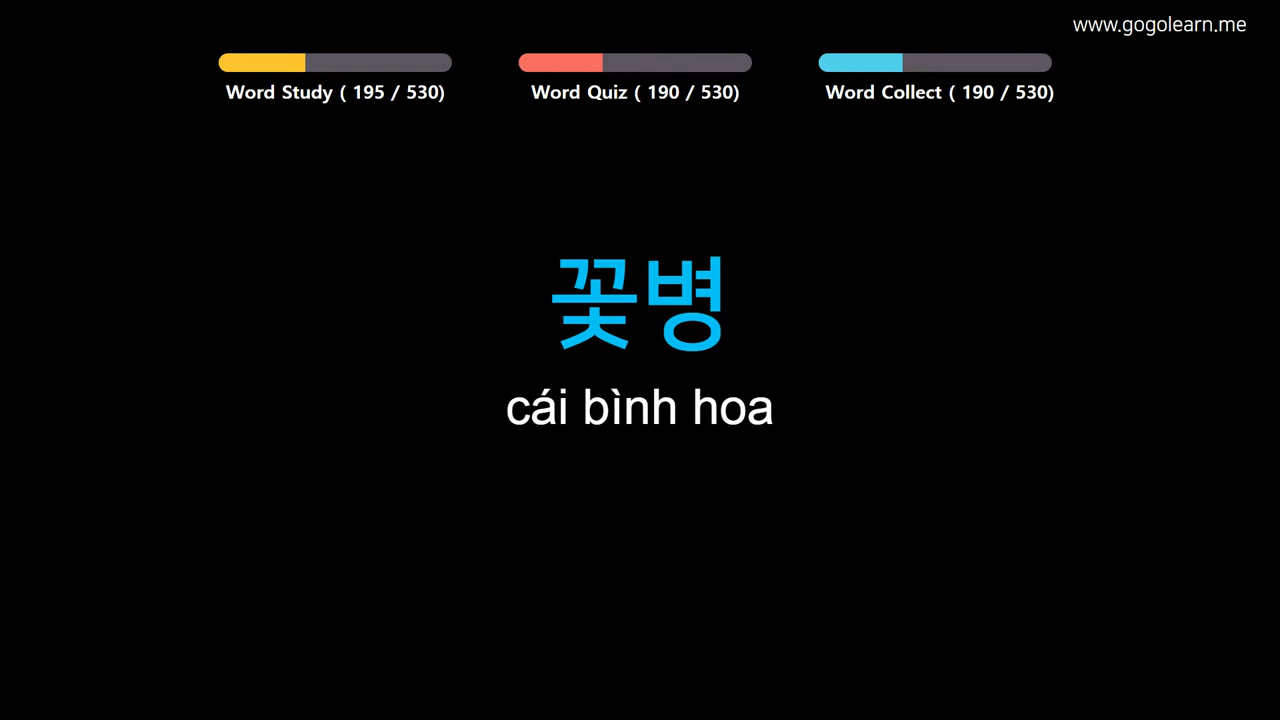 www.gogolearn.me
Word Study ( 195 / 530)
Word Quiz ( 190 / 530)
Word Collect ( 190 / 530)
꽃병
cái bình hoa